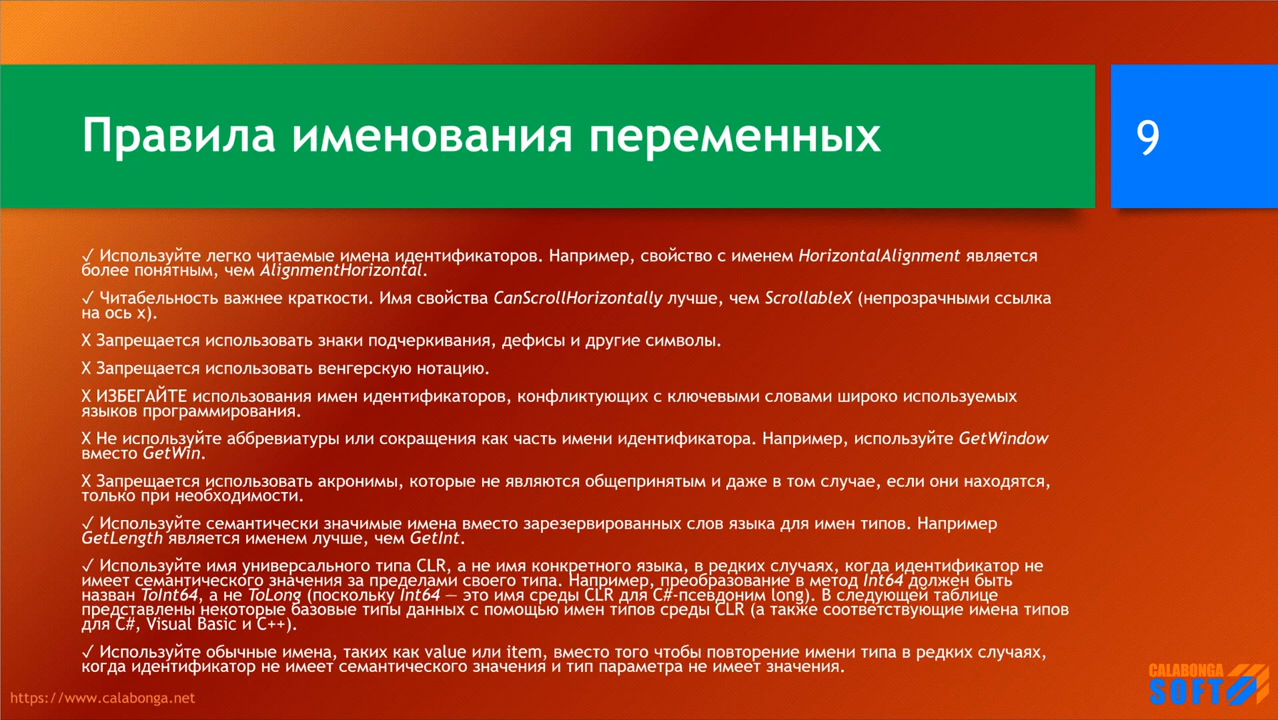 Правила именования переменных
9
✓ Используйте легко читаемые имена идентификаторов. Например, свойство с именем HorizontalAlignment является
более понятным, чем AlignmentHorizontal.
✓ Читабельность важнее краткости. Имя свойства CanScrollHorizontally лучше, чем ScrollableX (непрозрачными ссылка
на ось x).
X Запрещается использовать знаки подчеркивания, дефисы и другие символы.
X Запрещается использовать венгерскую нотацию.
X ИЗБЕГАЙТЕ использования имен идентификаторов, конфликтующих с ключевыми словами широко используемых
языков программирования.
X Не используйте аббревиатуры или сокращения как часть имени идентификатора. Например, используйте GetWindow
вместо GetWin.
X Запрещается использовать акронимы, которые не являются общепринятым и даже в том случае, если они находятся,
только при необходимости.
✓ Используйте семантически значимые имена вместо зарезервированных слов языка для имен типов. Например
GetLength является именем лучше, чем GetInt.
✓ Используйте имя универсального типа CLR, а не имя конкретного языка, в редких случаях, когда идентификатор не
имеет семантического значения за пределами своего типа. Например, преобразование в метод Int64 должен быть
назван ToInt64, а не ToLong (поскольку Int64 — это имя среды CLR для C#-псевдоним long). В следующей таблице
представлены некоторые базовые типы данных с помощью имен типов среды CLR (а также соответствующие имена типов
для C#, Visual Basic и C++).
✓ Используйте обычные имена, таких как value или item, вместо того чтобы повторение имени типа в редких случаях,
когда идентификатор не имеет семантического значения и тип параметра не имеет значения.
https://www.calabonga.net
CALABONGA
SOFT